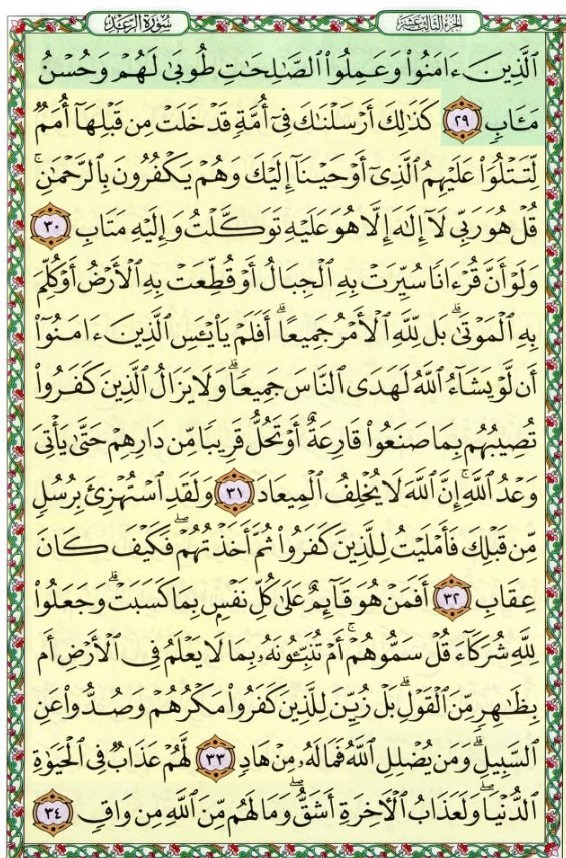 الجزء الثالث عشر سورة الرعد
ٱلَّذِينَ ءَامَنُوا۟ وَعَمِلُوا۟ ٱلصَّـٰلِحَـٰتِ طُوبَىٰ لَهُمْ وَحُسْنُ
مَـَٔابٍ ٢٩ كَذَٰلِكَ أَرْسَلْنَـٰكَ فِىٓ أُمَّةٍ قَدْ خَلَتْ مِن قَبْلِهَآ أُمَمٌ
لِّتَتْلُوَا۟ عَلَيْهِمُ ٱلَّذِىٓ أَوْحَيْنَآ إِلَيْكَ وَهُمْ يَكْفُرُونَ بِٱلرَّحْمَـٰنِ ۚ
قُلْ هُوَ رَبِّى لَآ إِلَـٰهَ إِلَّا هُوَ عَلَيْهِ تَوَكَّلْتُ وَإِلَيْهِ مَتَابِ ٣٠
وَلَوْ أَنَّ قُرْءَانًا سُيِّرَتْ بِهِ ٱلْجِبَالُ أَوْ قُطِّعَتْ بِهِ ٱلْأَرْضُ أَوْ كُلِّمَ
بِهِ ٱلْمَوْتَىٰ ۗ بَل لِّلَّهِ ٱلْأَمْرُ جَمِيعًا ۗ أَفَلَمْ يَا۟يْـَٔسِ ٱلَّذِينَ ءَامَنُوٓا۟
أَن لَّوْ يَشَآءُ ٱللَّهُ لَهَدَى ٱلنَّاسَ جَمِيعًا ۗ وَلَا يَزَالُ ٱلَّذِينَ كَفَرُوا۟
تُصِيبُهُم بِمَا صَنَعُوا۟ قَارِعَةٌ أَوْ تَحُلُّ قَرِيبًا مِّن دَارِهِمْ حَتَّىٰ يَأْتِىَ
وَعْدُ ٱللَّهِ ۚ إِنَّ ٱللَّهَ لَا يُخْلِفُ ٱلْمِيعَادَ ٣١ وَلَقَدِ ٱسْتُهْزِئَ بِرُسُلٍ
مِّن قَبْلِكَ فَأَمْلَيْتُ لِلَّذِينَ كَفَرُوا۟ ثُمَّ أَخَذْتُهُمْ ۖ فَكَيْفَ كَانَ
عِقَابِ ٣٢ أَفَمَنْ هُوَ قَآئِمٌ عَلَىٰ كُلِّ نَفْسٍۭ بِمَا كَسَبَتْ ۗ وَجَعَلُوا۟
لِلَّهِ شُرَكَآءَ قُلْ سَمُّوهُمْ ۚ أَمْ تُنَبِّـُٔونَهُۥ بِمَا لَا يَعْلَمُ فِى ٱلْأَرْضِ أَم
بِظَـٰهِرٍ مِّنَ ٱلْقَوْلِ ۗ بَلْ زُيِّنَ لِلَّذِينَ كَفَرُوا۟ مَكْرُهُمْ وَصُدُّوا۟ عَنِ
ٱلسَّبِيلِ ۗ وَمَن يُضْلِلِ ٱللَّهُ فَمَا لَهُۥ مِنْ هَادٍ ٣٣ لَّهُمْ عَذَابٌ فِى ٱلْحَيَوٰةِ
ٱلدُّنْيَا ۖ وَلَعَذَابُ ٱلْـَٔاخِرَةِ أَشَقُّ ۖ وَمَا لَهُم مِّنَ ٱللَّهِ مِن وَاقٍ ٣٤